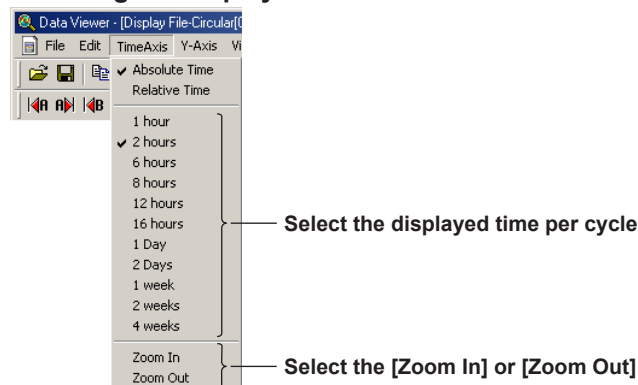 Data Viewer - [Display File-Circular[
File Edit TimeAxis Y-Axis Vi
Absolute Time
Relative Time
A A B
1 hour
2 hours
6 hours
8 hours
12 hours
16 hours
Select the displayed time per cycle
1 Day
2 Days
1 week
2 weeks
4 weeks
Zoom In
Select the [Zoom In] or [Zoom Out]
Zoom Out